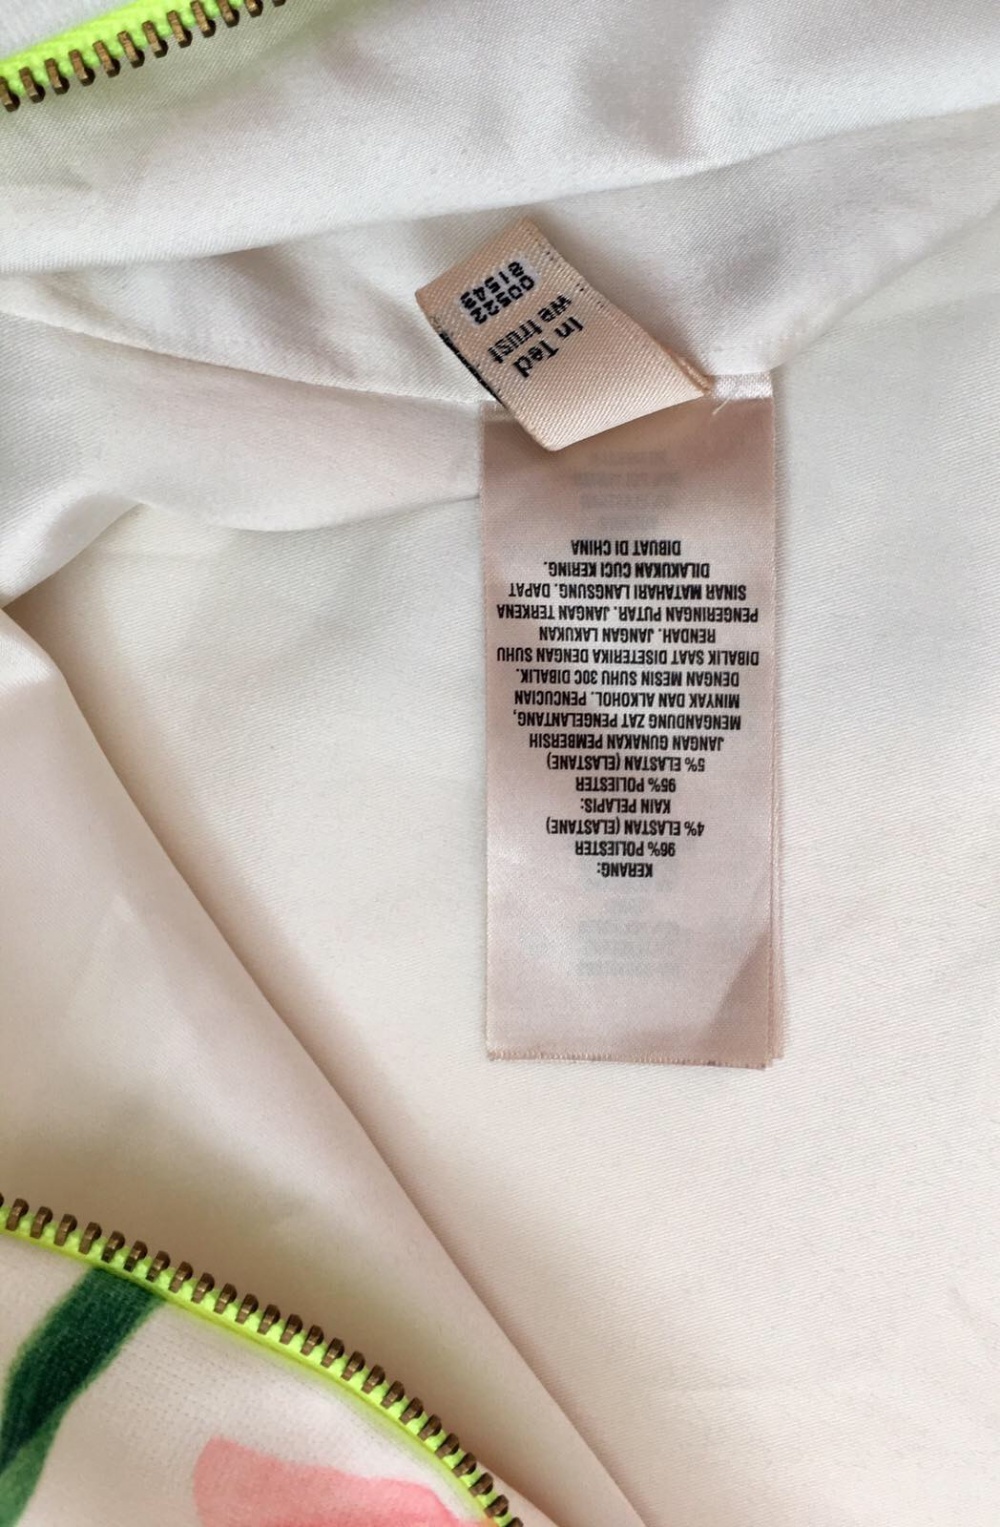 In Ted
we trust
00522
81549
KERANG:
96% POLIESTER
4% ELASTAN (ELASTANE)
KAIN PELAPIS:
95% POLIESTER
5% ELASTAN (ELASTANE)
JANGAN GUNAKAN PEMBERSIH
MENGANDUNG ZAT PENGELANTANG,
MINYAK DAN ALKOHOL. PENCUCIAN
DENGAN MESIN SUHU 30C DIBALIK.
DIBALIK SAAT DISETERIKA DENGAN SUHU
RENDAH. JANGAN LAKUKAN
PENGERINGAN PUTAR. JANGAN TERKENA
SINAR MATAHARI LANGSUNG. DAPAT
DILAKUKAN CUCI KERING.
DIBUAT DI CHINA